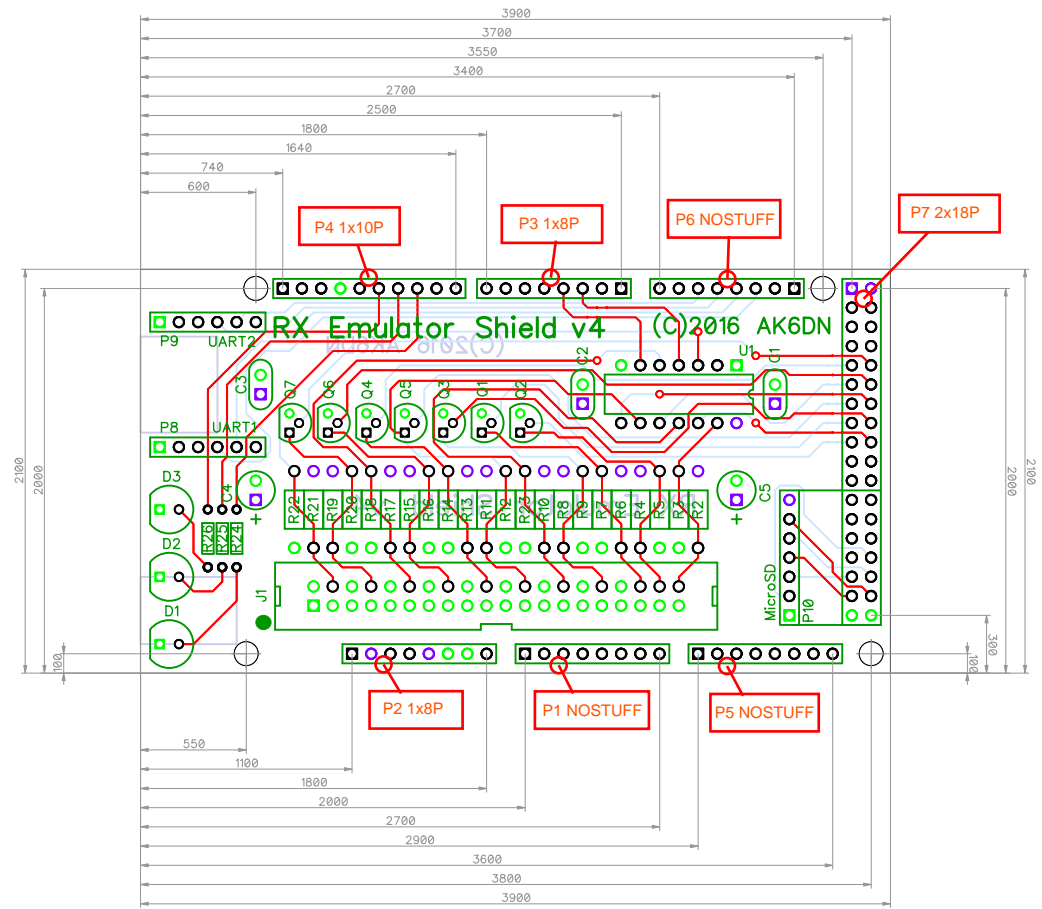 3900
3700
3550
3400
2700
2500
1800
1640
740
600
P4 1x10P
P3 1x8P
P6 NOSTUFF
P7 2x18P
RX Emulator Shield v4 (C)2016 AK6DN
(C)2016 AK6DN
P9 UART2
U1
C2
C1
C3
Q7 Q6 Q4 Q5 Q3 Q1 Q2
P8 UART1
D3
C4
+
C5
+
R22 R21 R19 R20 R18 R17 R15 R16 R14 R13 R11 R12 R23 R10 R8 R9 R7 R6 R4 R5 R3 R2
R26 R25 R24
D2
D1
J1
MicroSD
P10
2100
2000
100
2100
2000
300
100
P2 1x8P
P1 NOSTUFF
P5 NOSTUFF
550
1100
1800
2000
2700
2900
3600
3800
3900